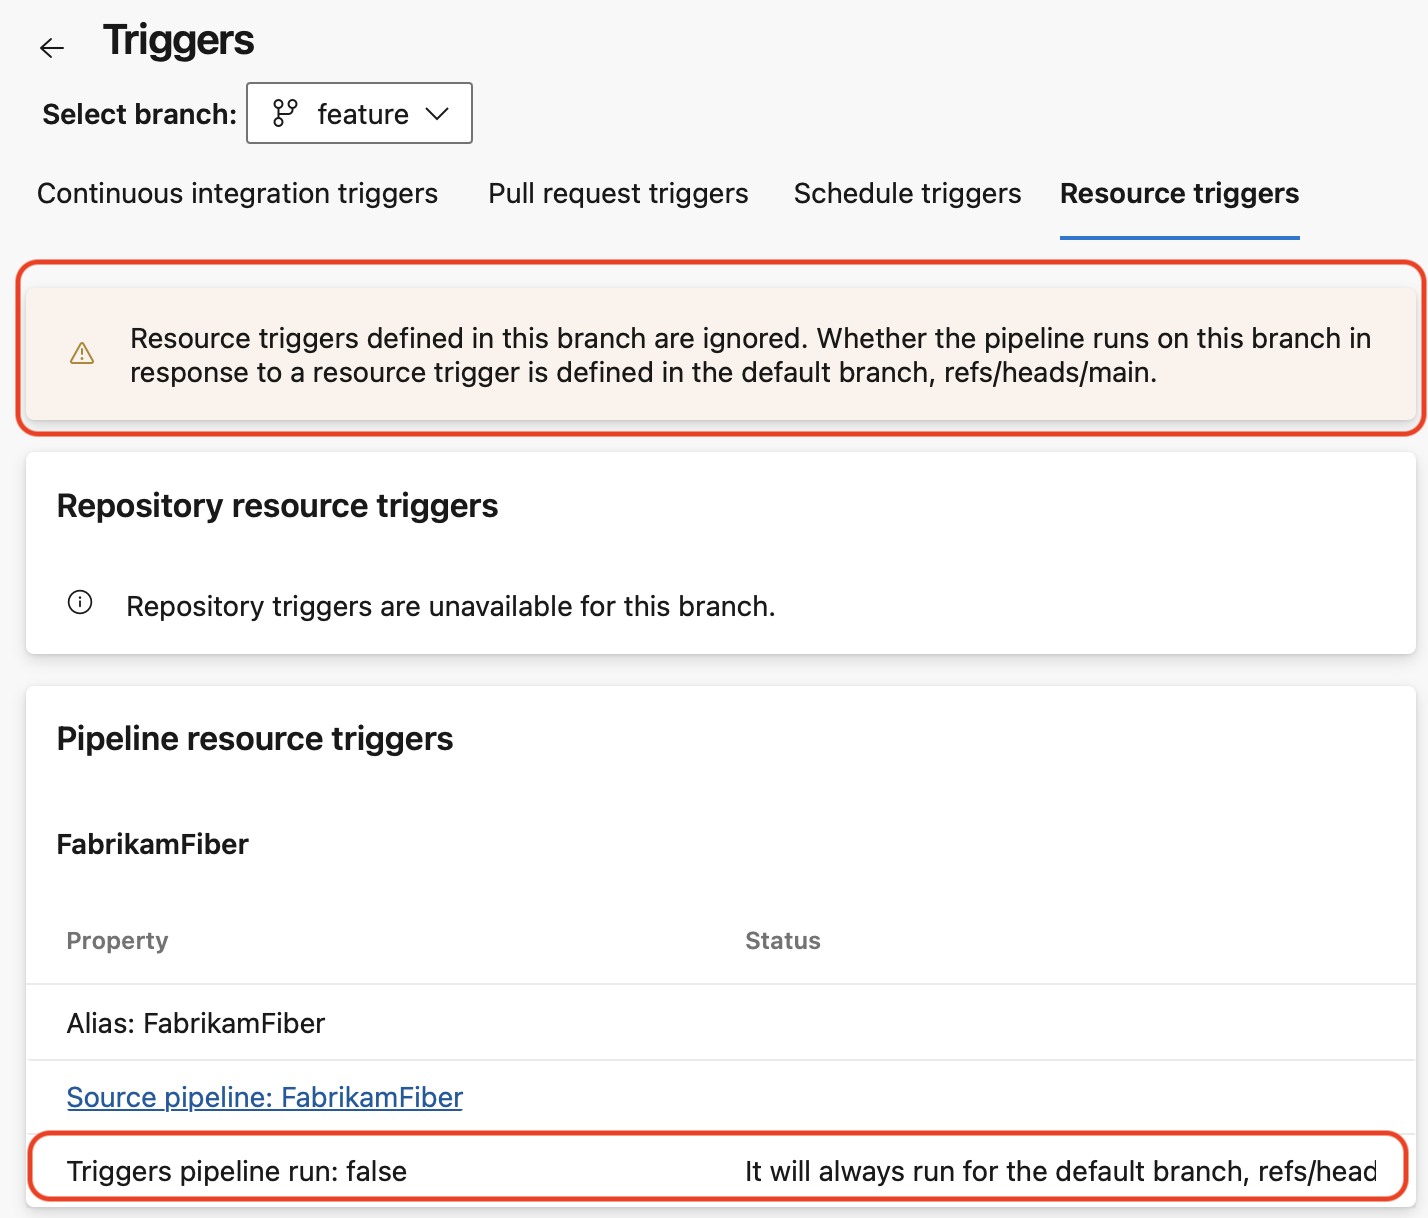 Triggers
Select branch: feature
Continuous integration triggers Pull request triggers Schedule triggers Resource triggers
Resource triggers defined in this branch are ignored. Whether the pipeline runs on this branch in
response to a resource trigger is defined in the default branch, refs/heads/main.
Repository resource triggers
Repository triggers are unavailable for this branch.
Pipeline resource triggers
FabrikamFiber
Property Status
Alias: FabrikamFiber
Source pipeline: FabrikamFiber
Triggers pipeline run: false It will always run for the default branch, refs/head